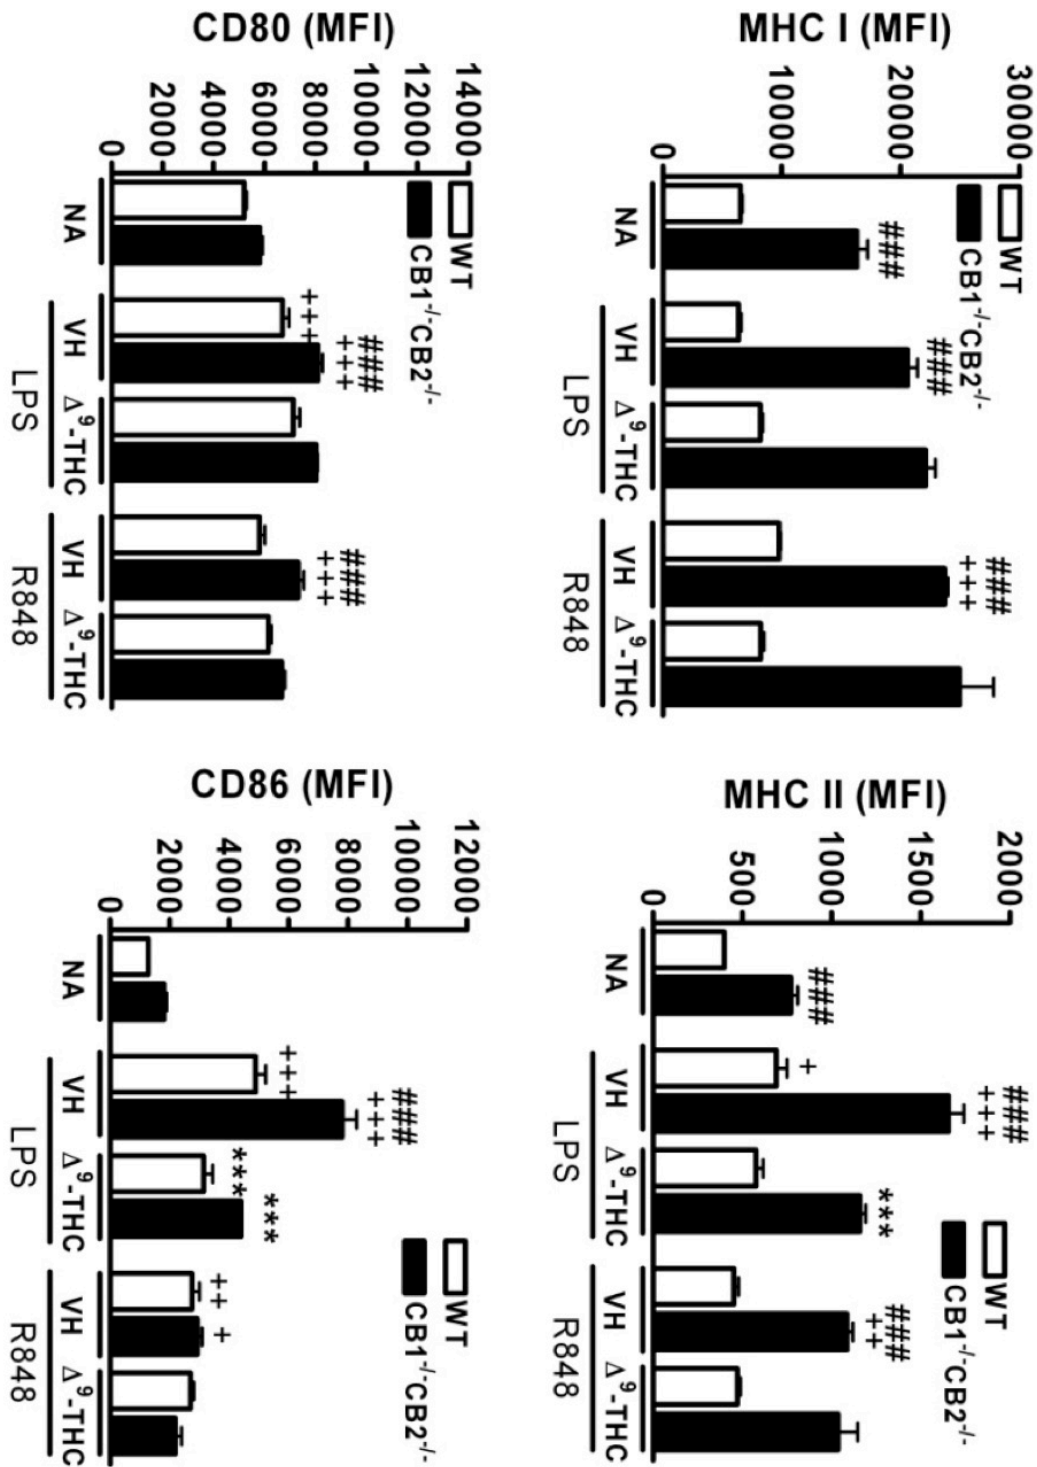 MHC I (MFI)
30000
20000
10000
0
WT
CB1-/-CB2-/-
###
###
###
+++
NA
VH
Δ9-THC
VH
Δ9-THC
LPS
R848
MHC II (MFI)
2000
1500
1000
500
0
WT
CB1-/-CB2-/-
###
+
###
+++
***
###
++
NA
VH
Δ9-THC
VH
Δ9-THC
LPS
R848
CD80 (MFI)
14000
12000
10000
8000
6000
4000
2000
0
WT
CB1-/-CB2-/-
+++
###
+++
###
+++
NA
VH
Δ9-THC
VH
Δ9-THC
LPS
R848
CD86 (MFI)
12000
10000
8000
6000
4000
2000
0
WT
CB1-/-CB2-/-
+++
###
+++
***
***
++
+
NA
VH
Δ9-THC
VH
Δ9-THC
LPS
R848